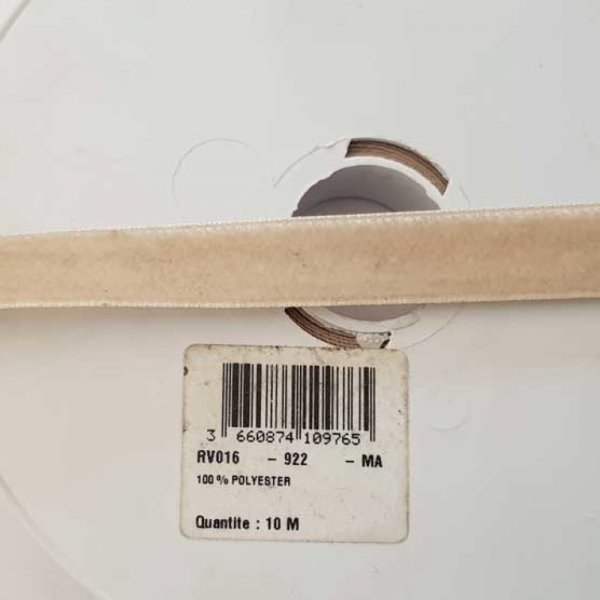 3 660874 109765
RV016 - 922 - MA
100 % POLYESTER
Quantite : 10 M